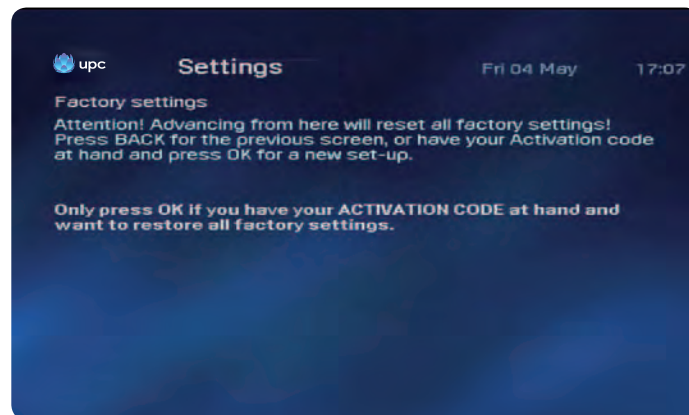 upc Settings Fri 04 May 17:07
Factory settings
Attention! Advancing from here will reset all factory settings!
Press BACK for the previous screen, or have your Activation code
at hand and press OK for a new set-up.
Only press OK if you have your ACTIVATION CODE at hand and
want to restore all factory settings.